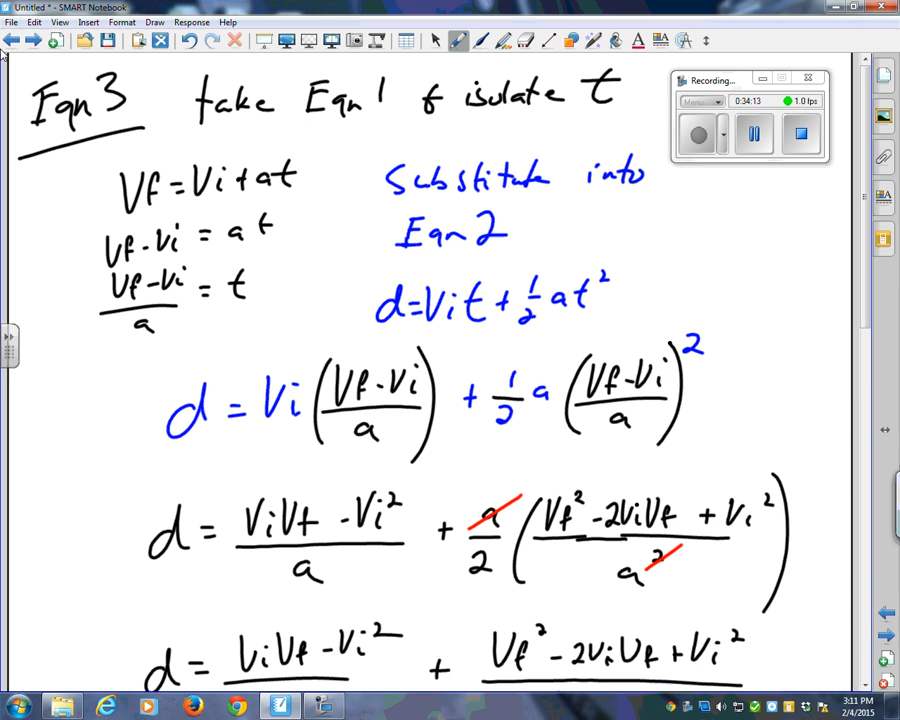 Untitled * - SMART Notebook
File Edit View Insert Format Draw Response Help
Recording...
Menu
0:34:13 1.0 fps
Eqn 3 take Eqn 1 & isolate t
Vf = Vi + at
Vf - Vi = at
Vf - Vi / a = t
Substitute into
Eqn 2
d = Vi t + 1/2 at²
d = Vi (Vf - Vi / a) + 1/2 a (Vf - Vi / a)²
d = ViVf - Vi² / a + a/2 (Vf² - 2ViVf + Vi² / a²)
d = ViVf - Vi² + Vf² - 2ViVf + Vi²
3:11 PM
2/4/2015